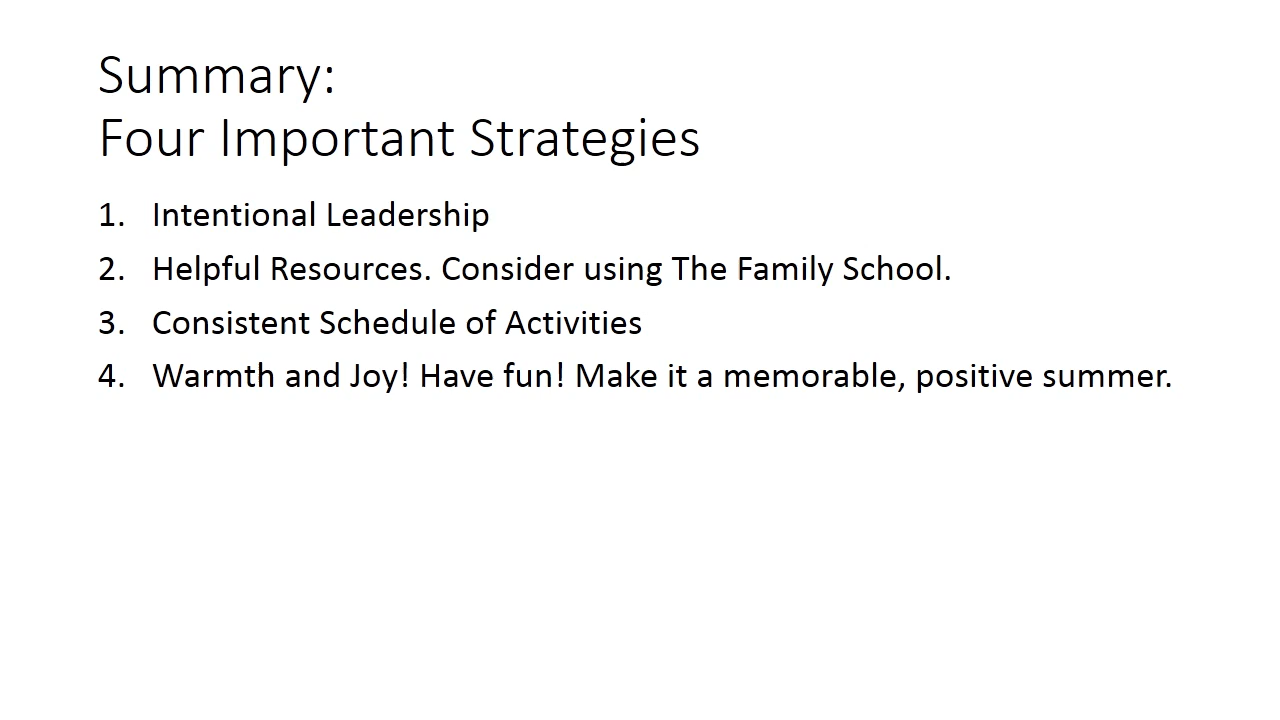 Summary:
Four Important Strategies
1. Intentional Leadership
2. Helpful Resources. Consider using The Family School.
3. Consistent Schedule of Activities
4. Warmth and Joy! Have fun! Make it a memorable, positive summer.